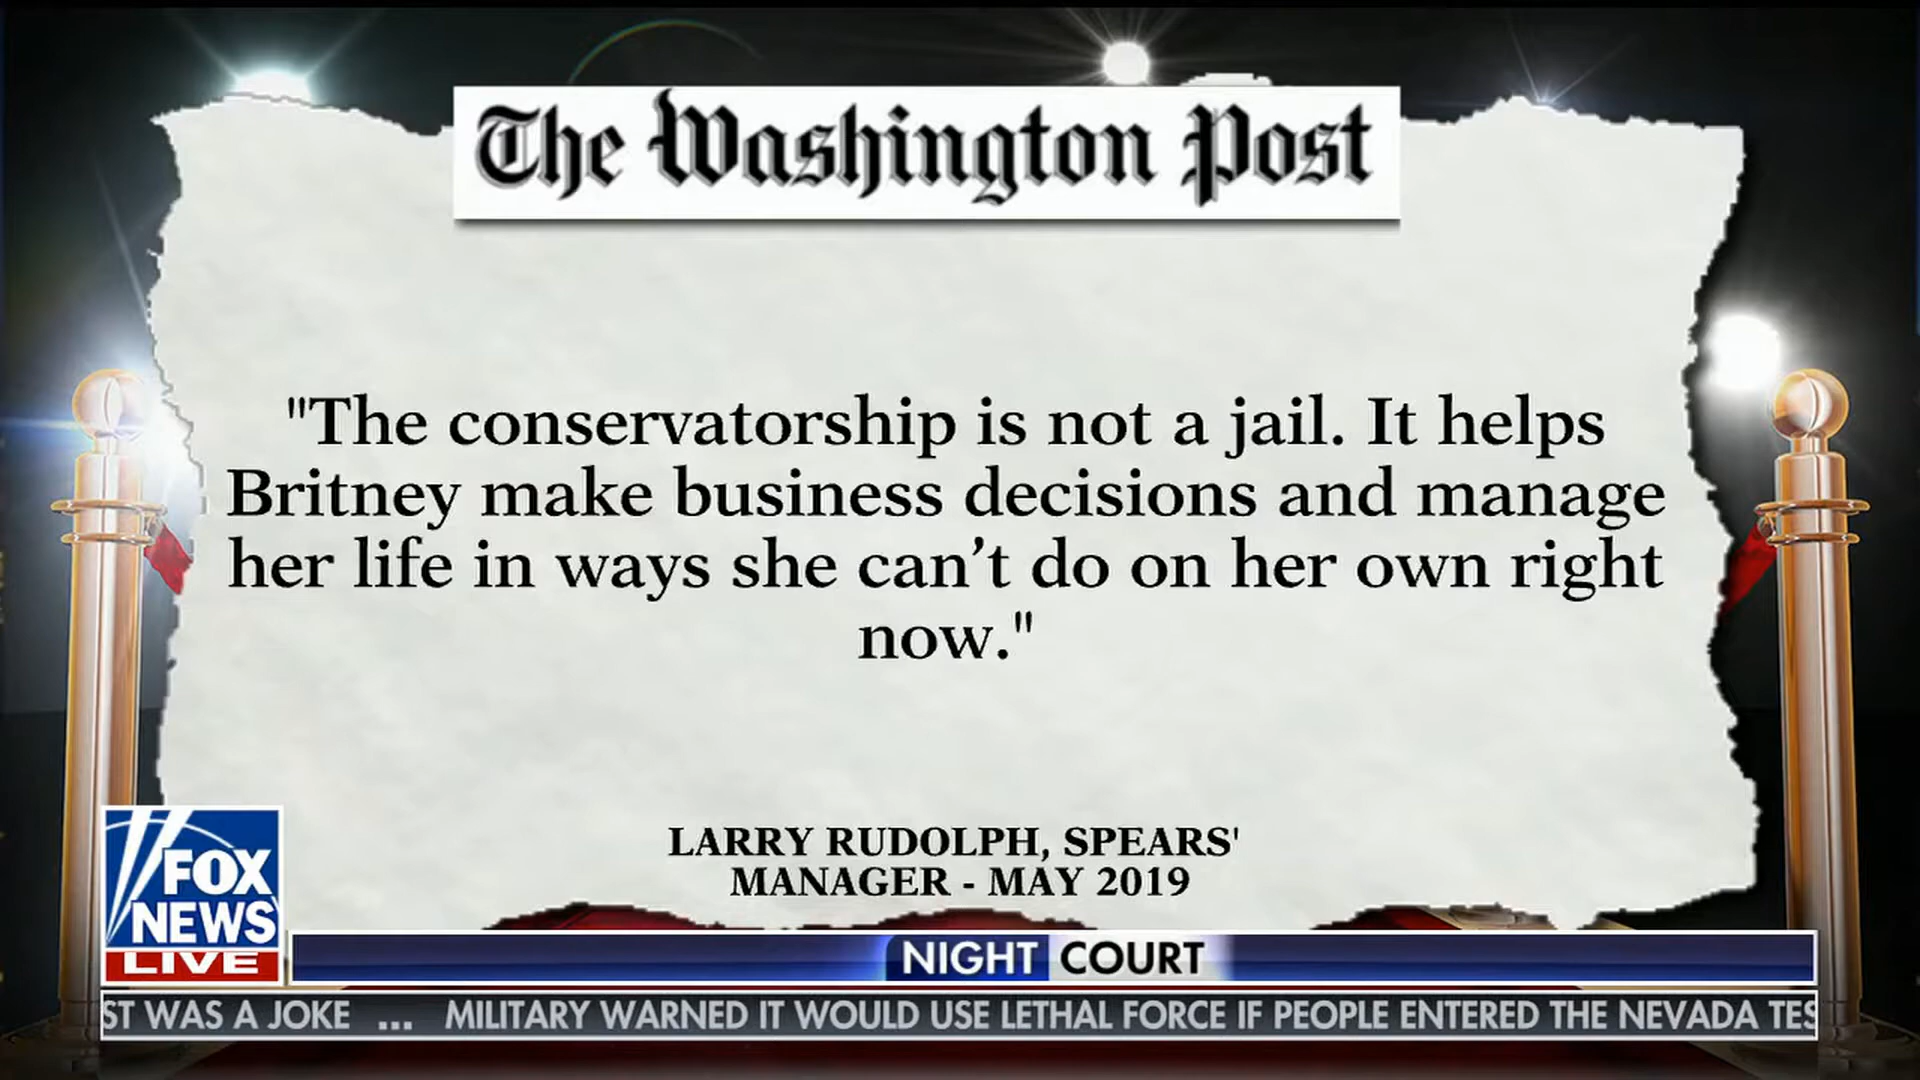 The Washington Post
"The conservatorship is not a jail. It helps
Britney make business decisions and manage
her life in ways she can’t do on her own right
now."
LARRY RUDOLPH, SPEARS'
MANAGER - MAY 2019
FOX
NEWS
LIVE
NIGHT COURT
ST WAS A JOKE ... MILITARY WARNED IT WOULD USE LETHAL FORCE IF PEOPLE ENTERED THE NEVADA TES